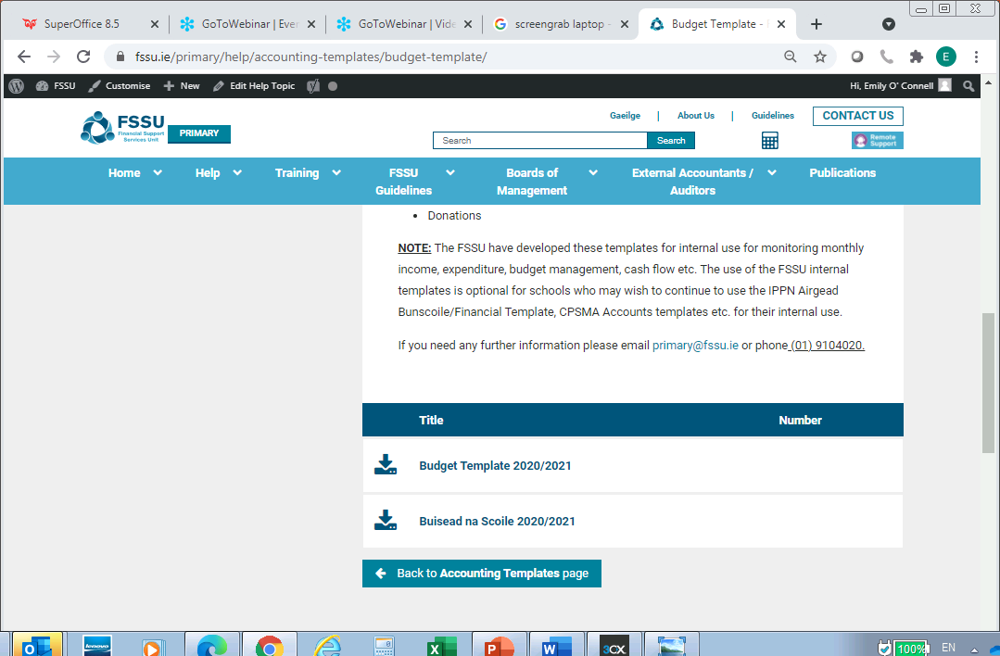 SuperOffice 8.5
GoToWebinar | Even
GoToWebinar | Vide
screengrab laptop -
Budget Template -
fssu.ie/primary/help/accounting-templates/budget-template/
E
FSSU
Customise
New
Edit Help Topic
Hi, Emily O' Connell
Gaeilge | About Us | Guidelines
CONTACT US
FSSU
Financial Support
Services Unit
PRIMARY
Search
Search
Remote
Support
Home
Help
Training
FSSU
Guidelines
Boards of
Management
External Accountants /
Auditors
Publications
• Donations
NOTE: The FSSU have developed these templates for internal use for monitoring monthly
income, expenditure, budget management, cash flow etc. The use of the FSSU internal
templates is optional for schools who may wish to continue to use the IPPN Airgead
Bunscoile/Financial Template, CPSMA Accounts templates etc. for their internal use.
If you need any further information please email primary@fssu.ie or phone (01) 9104020.
Title Number
Budget Template 2020/2021
Buisead na Scoile 2020/2021
Back to Accounting Templates page
lenovo
3CX
100%
EN